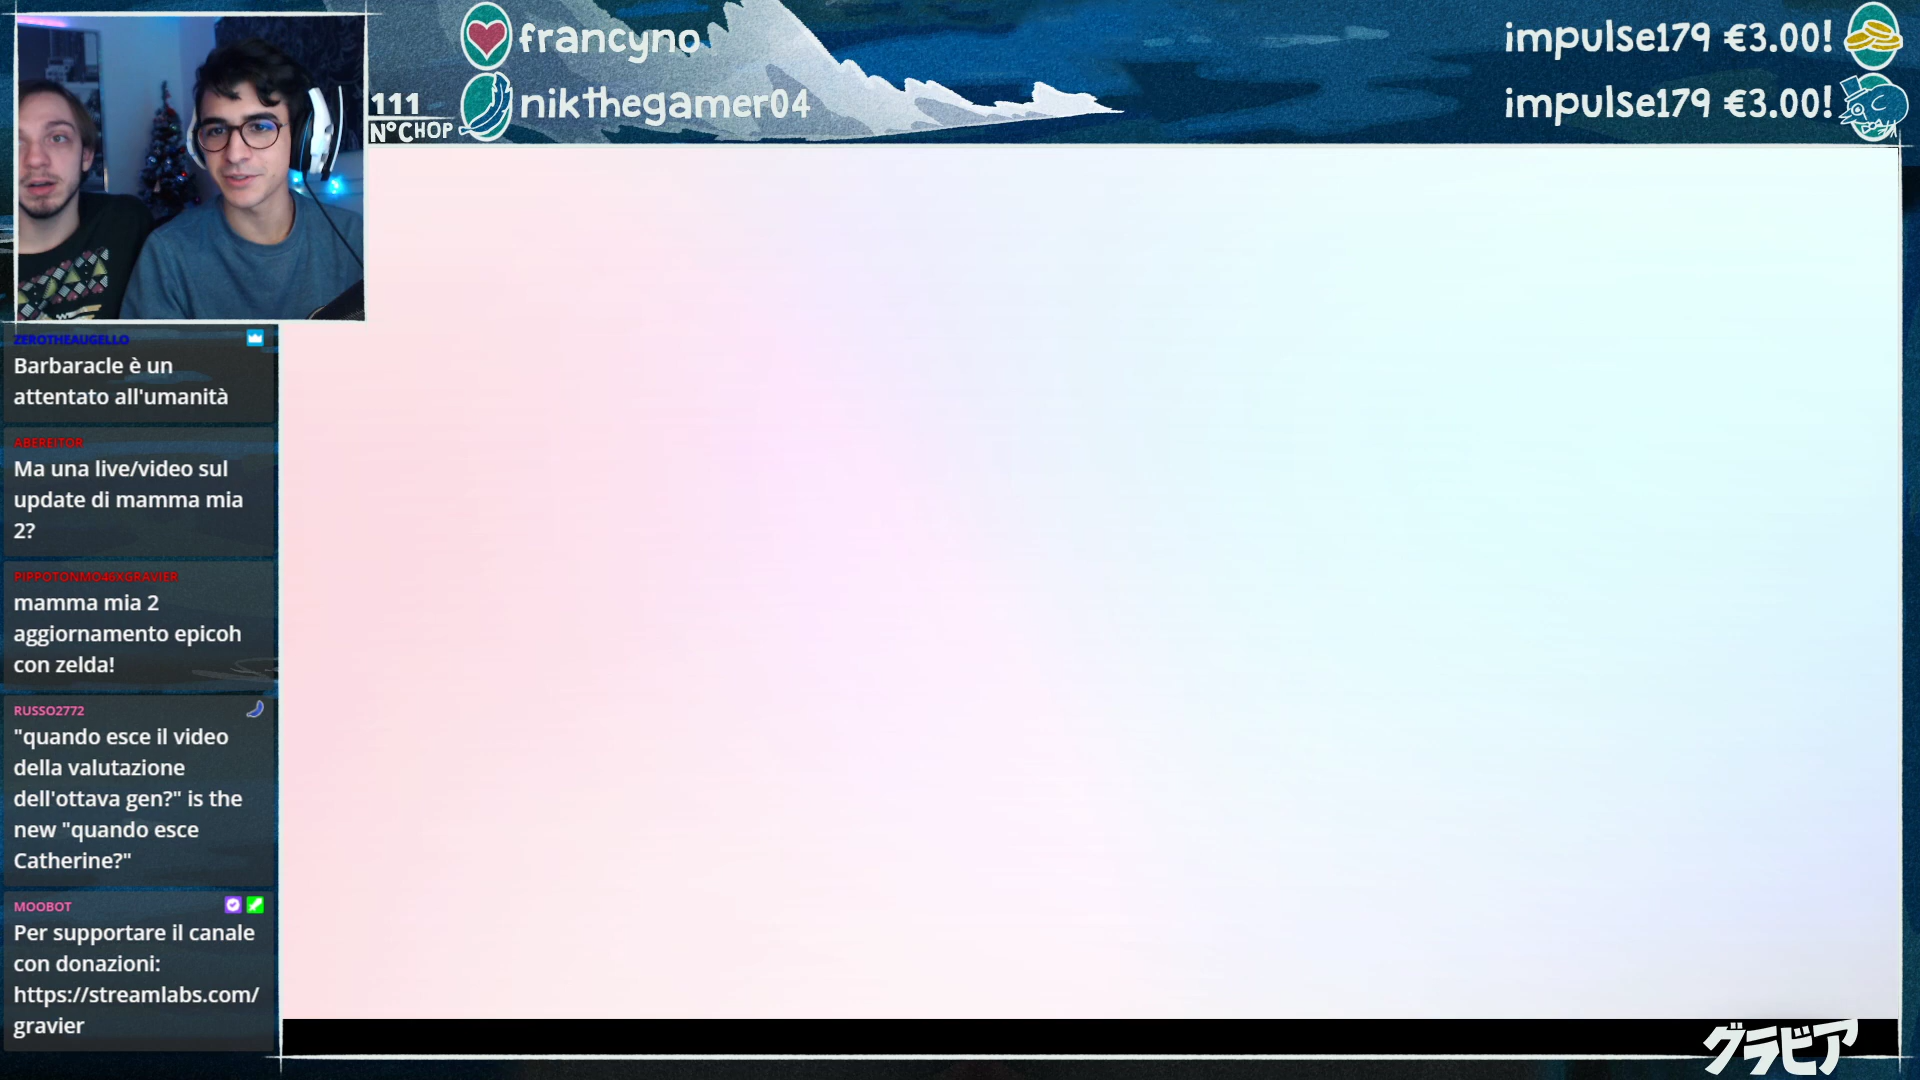 francyno
nikthegamer04
111
N°CHOP
impulse179 €3.00!
impulse179 €3.00!
ZEROTHEAUGELLO
Barbaracle è un
attentato all'umanità
ABEREITOR
Ma una live/video sul
update di mamma mia
2?
PIPPOTONMO46XGRAVIER
mamma mia 2
aggiornamento epicoh
con zelda!
RUSSO2772
"quando esce il video
della valutazione
dell'ottava gen?" is the
new "quando esce
Catherine?"
MOOBOT
Per supportare il canale
con donazioni:
https://streamlabs.com/
gravier
グラビア